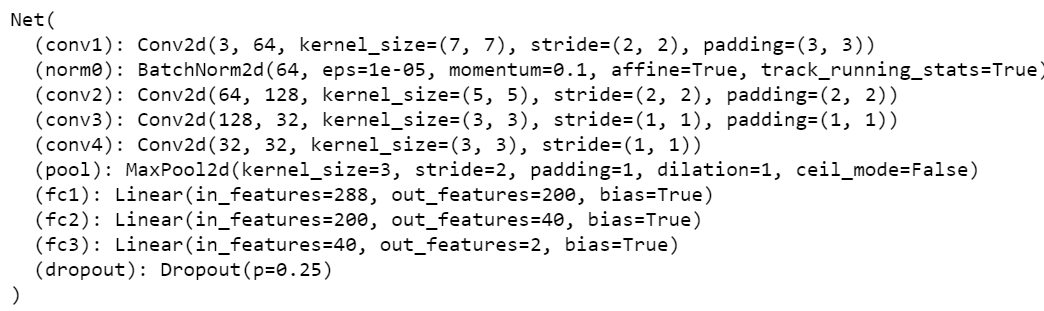 Net(
  (conv1): Conv2d(3, 64, kernel_size=(7, 7), stride=(2, 2), padding=(3, 3))
  (norm0): BatchNorm2d(64, eps=1e-05, momentum=0.1, affine=True, track_running_stats=True)
  (conv2): Conv2d(64, 128, kernel_size=(5, 5), stride=(2, 2), padding=(2, 2))
  (conv3): Conv2d(128, 32, kernel_size=(3, 3), stride=(1, 1), padding=(1, 1))
  (conv4): Conv2d(32, 32, kernel_size=(3, 3), stride=(1, 1))
  (pool): MaxPool2d(kernel_size=3, stride=2, padding=1, dilation=1, ceil_mode=False)
  (fc1): Linear(in_features=288, out_features=200, bias=True)
  (fc2): Linear(in_features=200, out_features=40, bias=True)
  (fc3): Linear(in_features=40, out_features=2, bias=True)
  (dropout): Dropout(p=0.25)
)